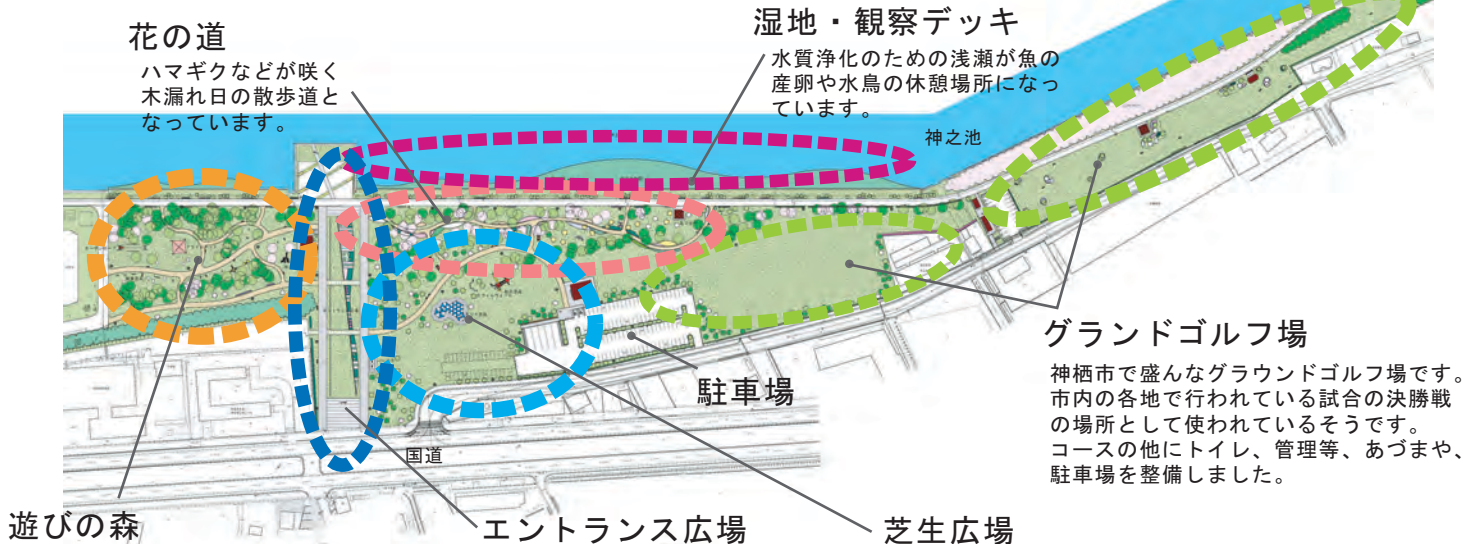 花の道
ハマギクなどが咲く
木漏れ日の散歩道と
なっています。
湿地・観察デッキ
水質浄化のための浅瀬が魚の
産卵や水鳥の休憩場所になっ
ています。
神之池
グランドゴルフ場
神栖市で盛んなグラウンドゴルフ場です。
市内の各地で行われている試合の決勝戦
の場所として使われているそうです。
コースの他にトイレ、管理等、あづまや、
駐車場を整備しました。
駐車場
国道
遊びの森
エントランス広場
芝生広場